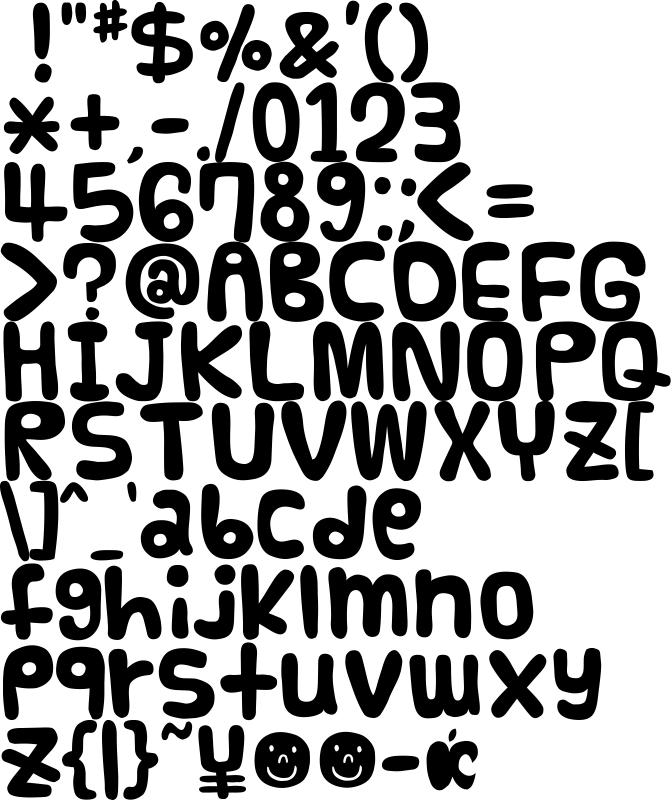 !"#$%&'()
*+,-./0123
456789:;<=
>?@ABCDEFG
HIJKLMNOPQ
RSTUVWXYZ[
\]^_'abcde
fghijklmno
pqrstuvwxy
z{|}~¥☺☺-